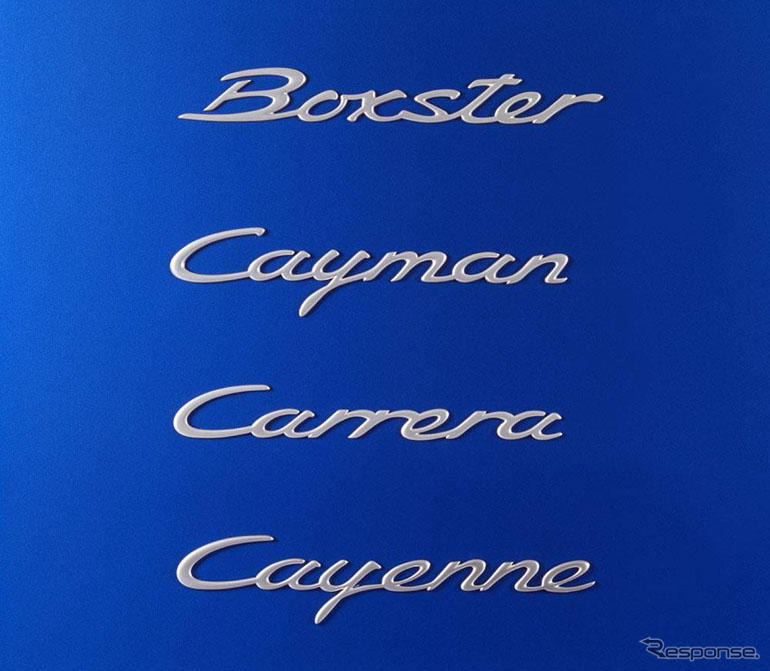 Boxster
Cayman
Carrera
Cayenne
Response.